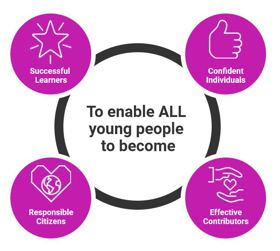 Successful
Learners
Confident
Individuals
To enable ALL
young people
to become
Responsible
Citizens
Effective
Contributors